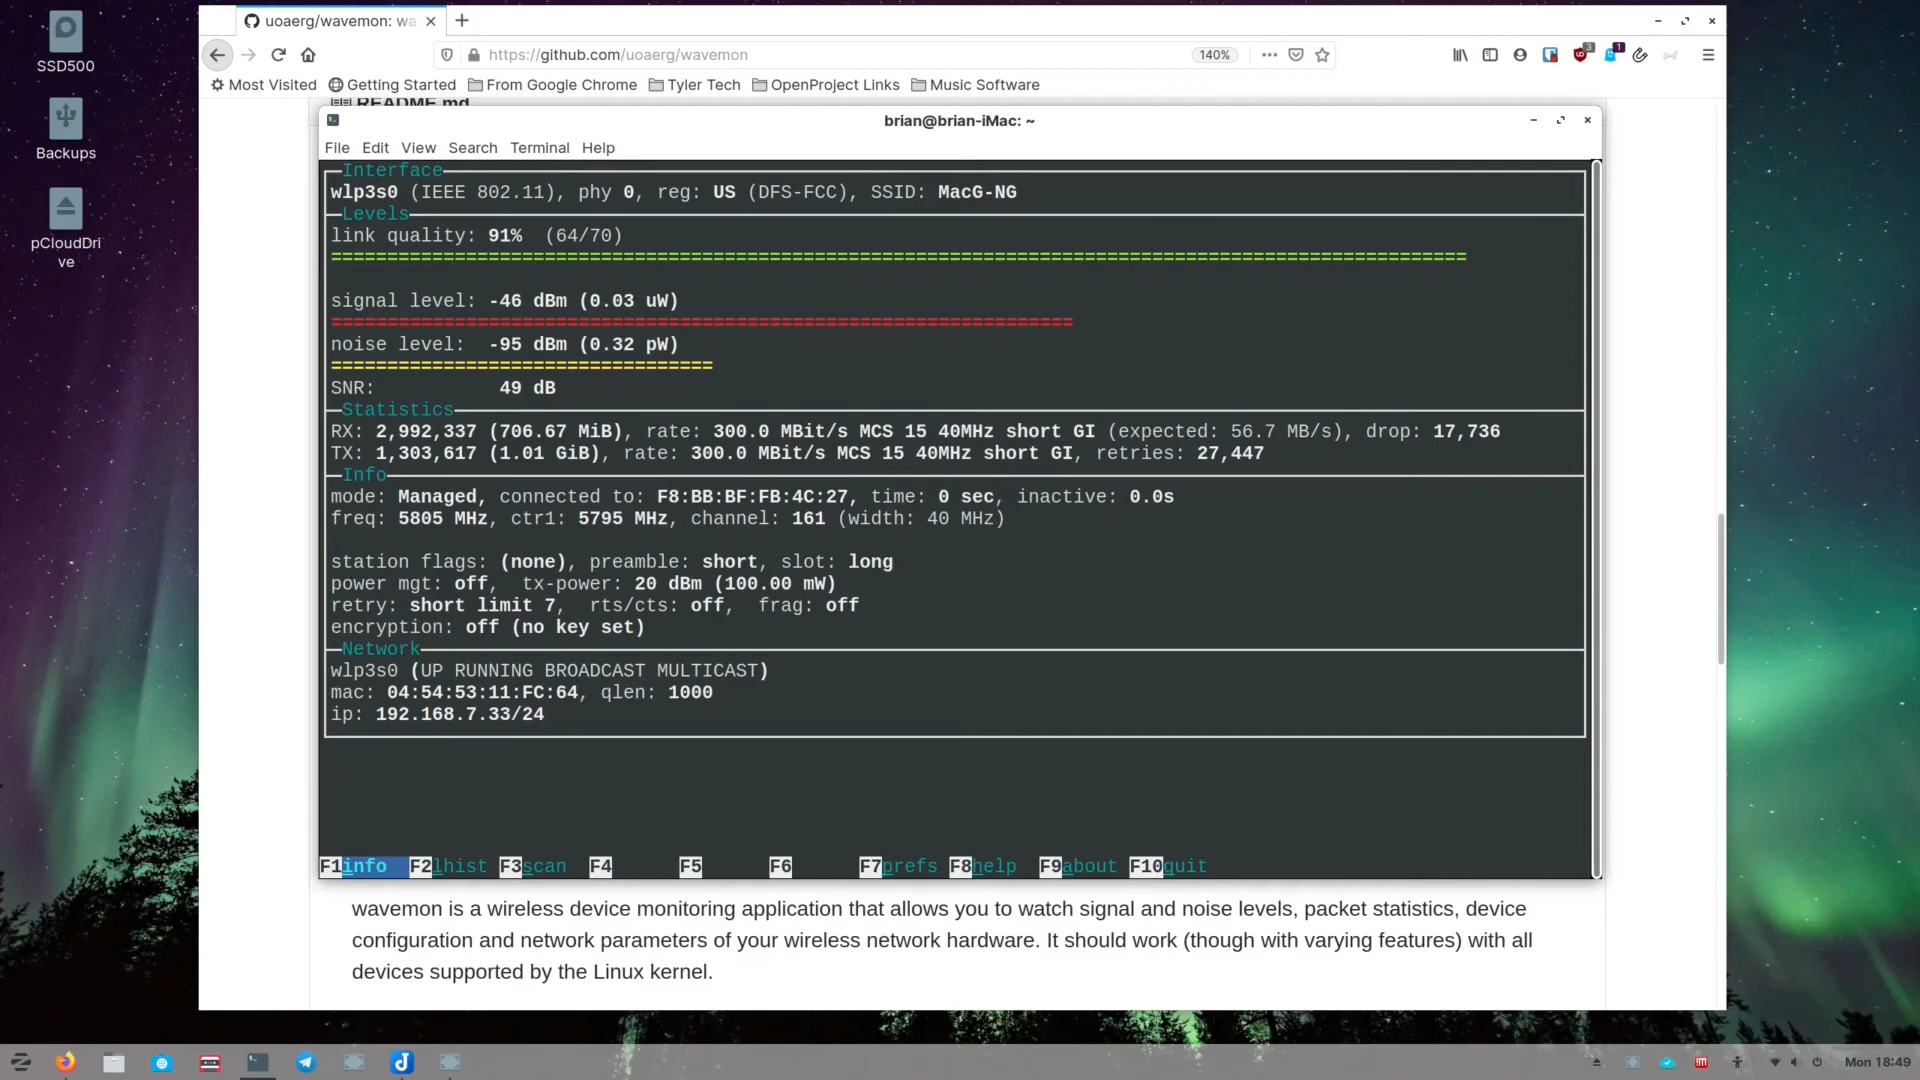 SSD500
Backups
pCloudDri
ve
uoaerg/wavemon: wa
https://github.com/uoaerg/wavemon
140%
3
1
Most Visited
Getting Started
From Google Chrome
Tyler Tech
OpenProject Links
Music Software
README.md
brian@brian-iMac: ~
File Edit View Search Terminal Help
Interface
wlp3s0 (IEEE 802.11), phy 0, reg: US (DFS-FCC), SSID: MacG-NG
Levels
link quality: 91% (64/70)
signal level: -46 dBm (0.03 uW)
noise level: -95 dBm (0.32 pW)
SNR: 49 dB
Statistics
RX: 2,992,337 (706.67 MiB), rate: 300.0 MBit/s MCS 15 40MHz short GI (expected: 56.7 MB/s), drop: 17,736
TX: 1,303,617 (1.01 GiB), rate: 300.0 MBit/s MCS 15 40MHz short GI, retries: 27,447
Info
mode: Managed, connected to: F8:BB:BF:FB:4C:27, time: 0 sec, inactive: 0.0s
freq: 5805 MHz, ctr1: 5795 MHz, channel: 161 (width: 40 MHz)
station flags: (none), preamble: short, slot: long
power mgt: off, tx-power: 20 dBm (100.00 mW)
retry: short limit 7, rts/cts: off, frag: off
encryption: off (no key set)
Network
wlp3s0 (UP RUNNING BROADCAST MULTICAST)
mac: 04:54:53:11:FC:64, qlen: 1000
ip: 192.168.7.33/24
F1info F2lhist F3scan F4 F5 F6 F7prefs F8help F9about F10quit
wavemon is a wireless device monitoring application that allows you to watch signal and noise levels, packet statistics, device
configuration and network parameters of your wireless network hardware. It should work (though with varying features) with all
devices supported by the Linux kernel.
Mon 18:49